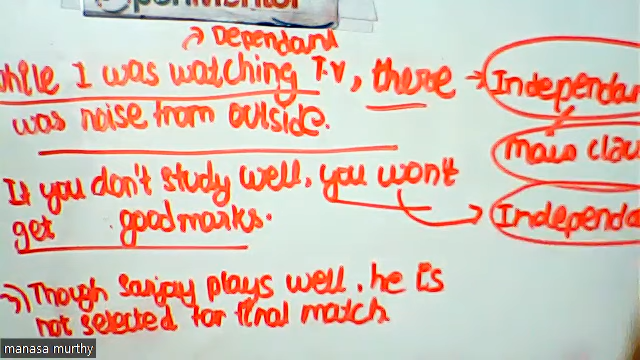 Dependant
while I was watching T.V, there → Independan
was noise from outside.
Main clau
If you don't study well, you won't
get good marks.
Independa
→) Though Sanjay plays well, he is
not selected for final match
manasa murthy